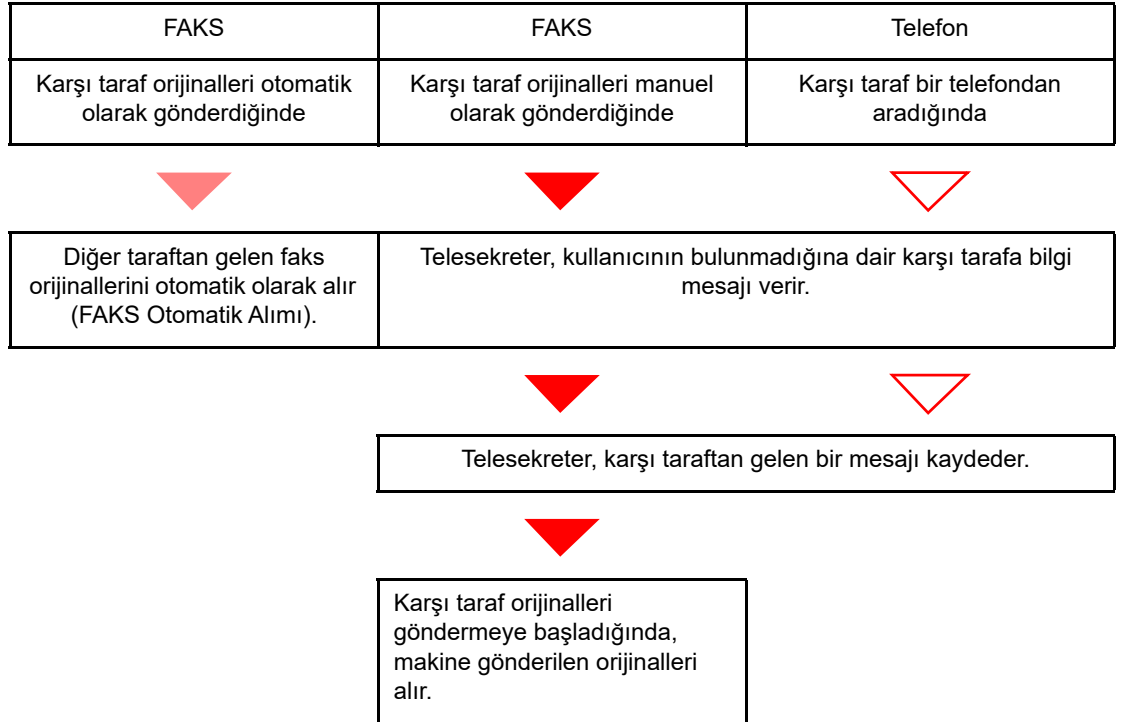 FAKS
FAKS
Telefon
Karşı taraf orijinalleri otomatik
olarak gönderdiğinde
Karşı taraf orijinalleri manuel
olarak gönderdiğinde
Karşı taraf bir telefondan
aradığında
Diğer taraftan gelen faks
orijinallerini otomatik olarak alır
(FAKS Otomatik Alımı).
Telesekreter, kullanıcının bulunmadığına dair karşı tarafa bilgi
mesajı verir.
Telesekreter, karşı taraftan gelen bir mesajı kaydeder.
Karşı taraf orijinalleri
göndermeye başladığında,
makine gönderilen orijinalleri
alır.